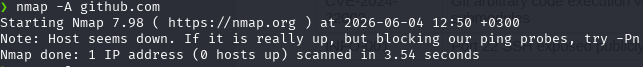 ❯ nmap -A github.com
Starting Nmap 7.98 ( https://nmap.org ) at 2026-06-04 12:50 +0300
Note: Host seems down. If it is really up, but blocking our ping probes, try -Pn
Nmap done: 1 IP address (0 hosts up) scanned in 3.54 seconds